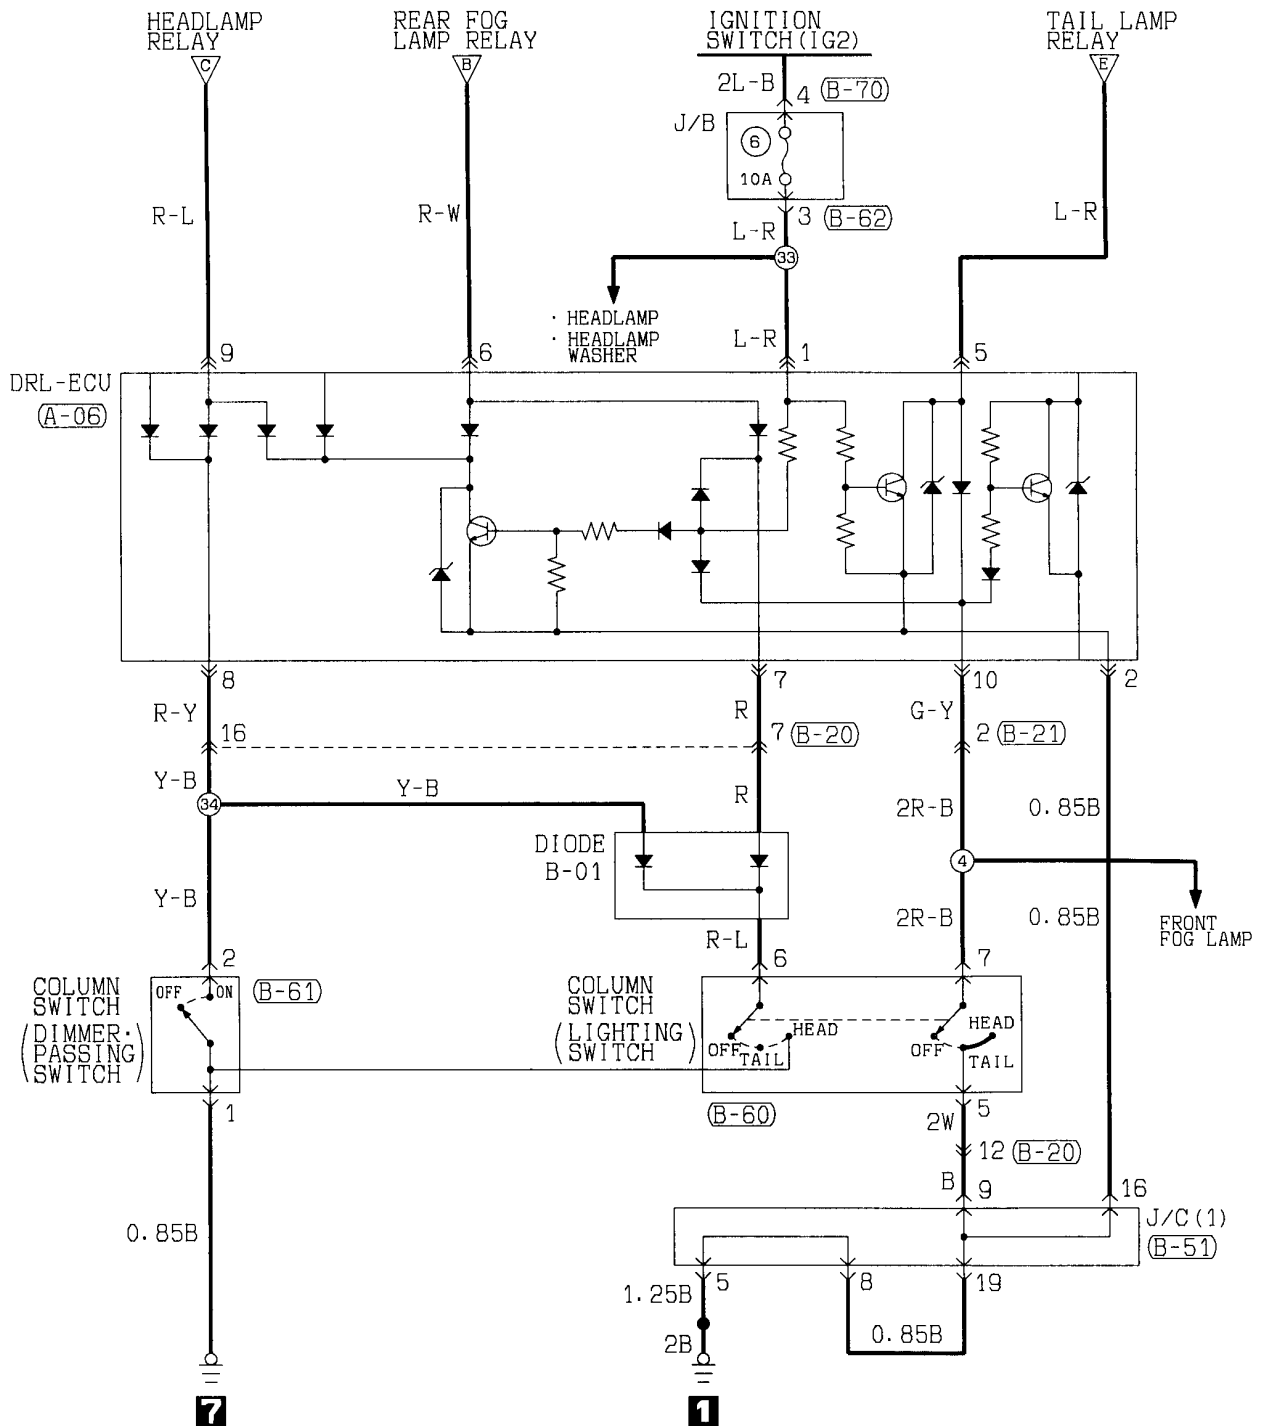 HEADLAMP
RELAY
C
REAR FOG
LAMP RELAY
B
IGNITION
SWITCH(IG2)
TAIL LAMP
RELAY
E
2L-B
4
B-70
J/B
6
10A
R-L
R-W
3
B-62
L-R
L-R
33
· HEADLAMP
· HEADLAMP
WASHER
L-R
9
6
1
5
DRL-ECU
A-06
8
7
10
2
R-Y
R
G-Y
16
7
B-20
2
B-21
Y-B
Y-B
R
34
2R-B
0.85B
DIODE
B-01
4
Y-B
2R-B
0.85B
FRONT
FOG LAMP
R-L
2
6
7
COLUMN
SWITCH
(DIMMER·
PASSING
SWITCH)
OFF
ON
B-61
COLUMN
SWITCH
(LIGHTING
SWITCH)
OFF
TAIL
HEAD
OFF
HEAD
TAIL
1
B-60
5
2W
12
B-20
B
9
16
J/C(1)
B-51
0.85B
5
8
19
1.25B
0.85B
2B
7
1